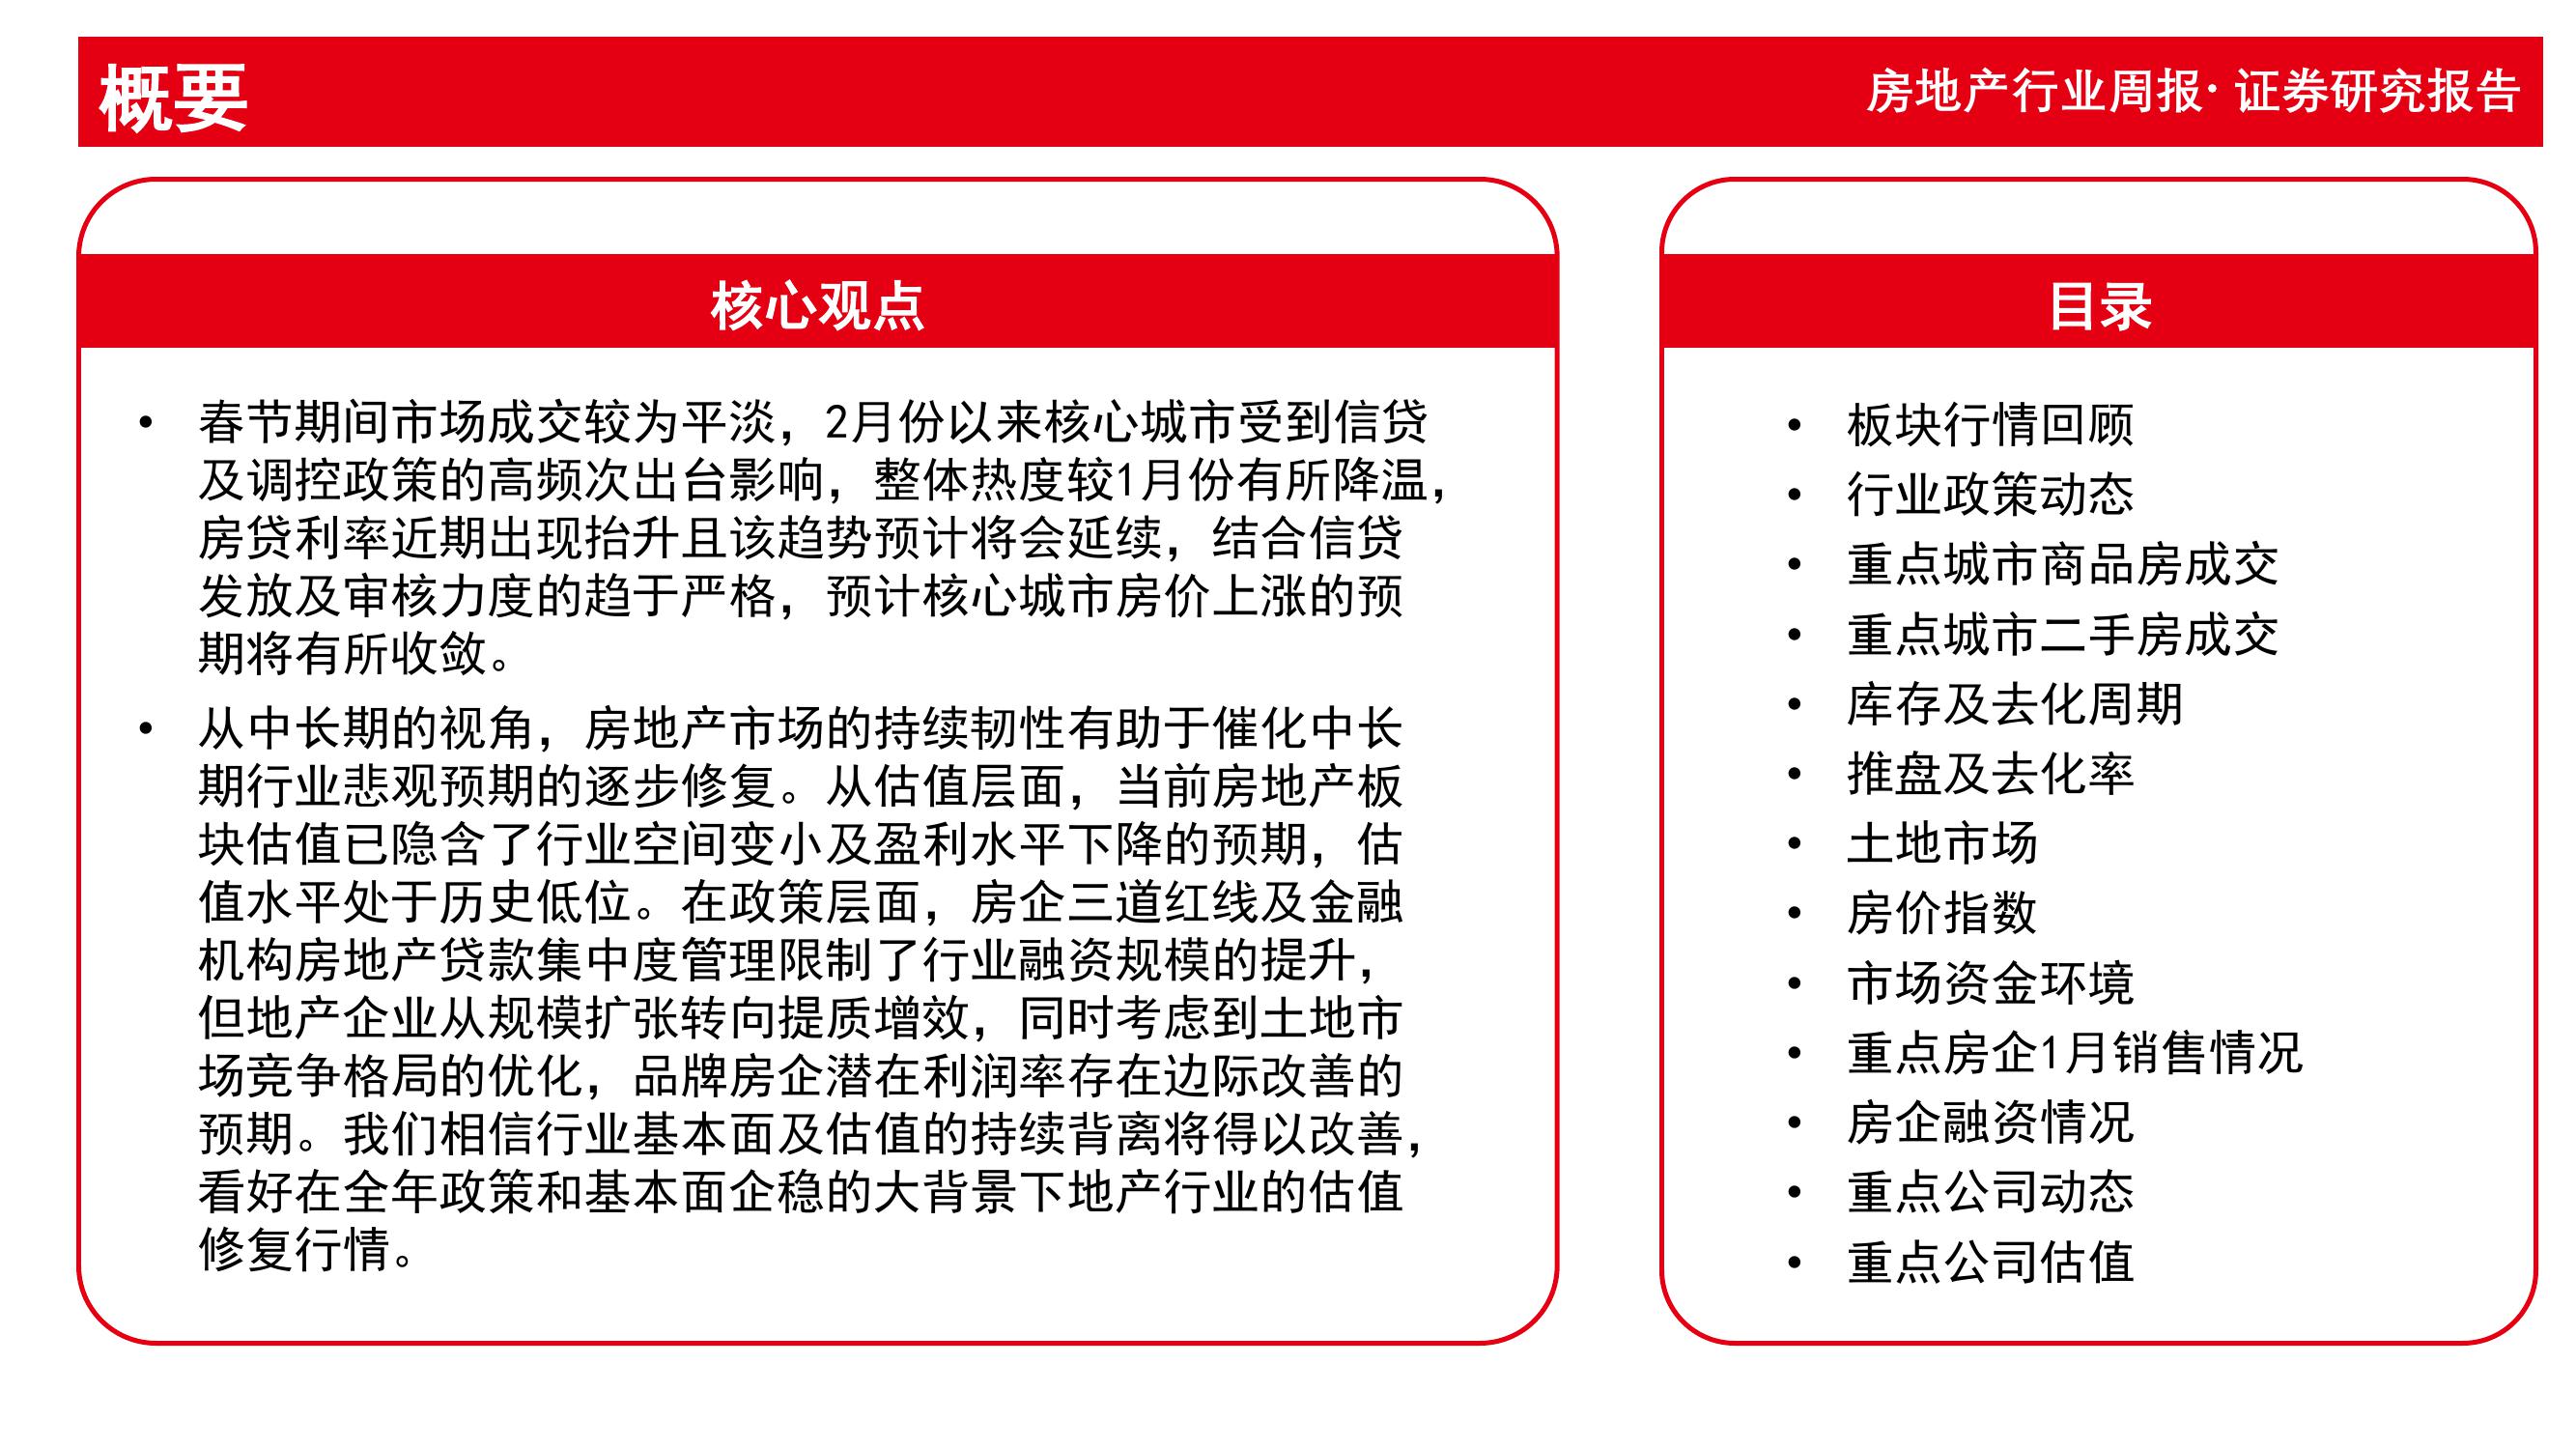 概要
房地产行业周报· 证券研究报告
核心观点
• 春节期间市场成交较为平淡，2月份以来核心城市受到信贷
及调控政策的高频次出台影响，整体热度较1月份有所降温，
房贷利率近期出现抬升且该趋势预计将会延续，结合信贷
发放及审核力度的趋于严格，预计核心城市房价上涨的预
期将有所收敛。
• 从中长期的视角，房地产市场的持续韧性有助于催化中长
期行业悲观预期的逐步修复。从估值层面，当前房地产板
块估值已隐含了行业空间变小及盈利水平下降的预期，估
值水平处于历史低位。在政策层面，房企三道红线及金融
机构房地产贷款集中度管理限制了行业融资规模的提升，
但地产企业从规模扩张转向提质增效，同时考虑到土地市
场竞争格局的优化，品牌房企潜在利润率存在边际改善的
预期。我们相信行业基本面及估值的持续背离将得以改善，
看好在全年政策和基本面企稳的大背景下地产行业的估值
修复行情。
目录
• 板块行情回顾
• 行业政策动态
• 重点城市商品房成交
• 重点城市二手房成交
• 库存及去化周期
• 推盘及去化率
• 土地市场
• 房价指数
• 市场资金环境
• 重点房企1月销售情况
• 房企融资情况
• 重点公司动态
• 重点公司估值